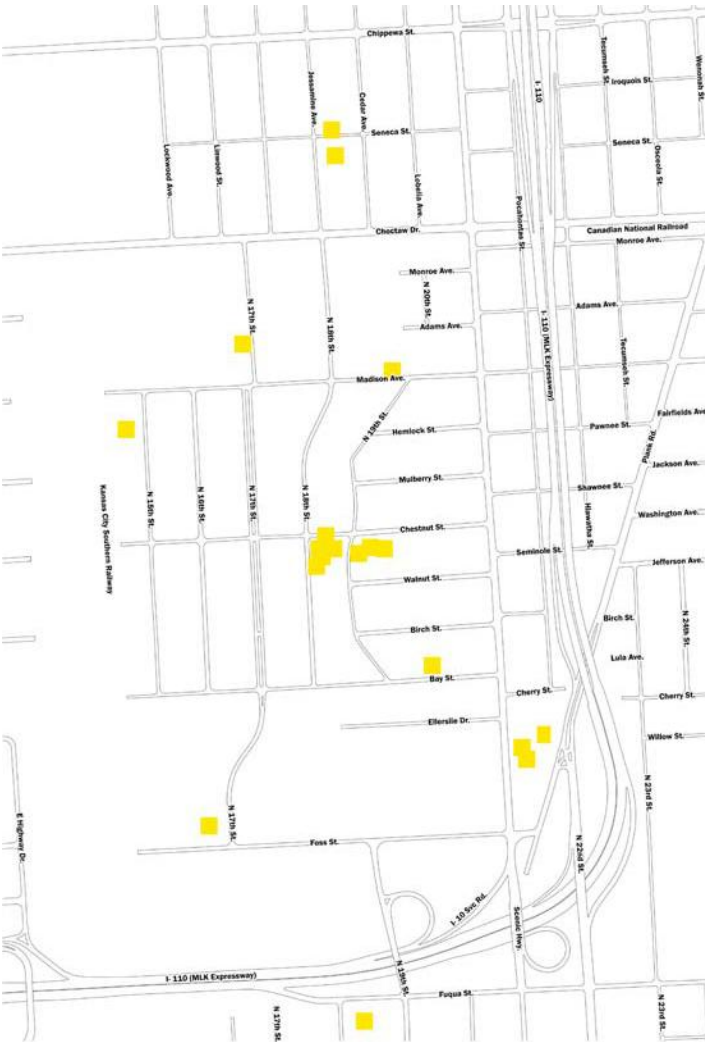 Chippewa St.
I- 110
Tecumseh St.
Wenonah St.
Iroquois St.
Jessamine Ave.
Cedar Ave.
Seneca St.
Seneca St.
Lockwood Ave.
Linwood St.
Lobelia Ave.
Osceola St.
Pocahontas St.
Choctaw Dr.
Canadian National Railroad
Monroe Ave.
Monroe Ave.
N 20th St.
N 17th St.
N 18th St.
Adams Ave.
Adams Ave.
I- 110 (MLK Expressway)
Tecumseh St.
Madison Ave.
N 19th St.
Hemlock St.
Pawnee St.
Fairfields Ave
Plank Rd.
Jackson Ave.
Mulberry St.
Shawnee St.
Kansas City Southern Railway
N 15th St.
N 16th St.
N 17th St.
N 18th St.
Hiawatha St.
Washington Ave.
Chestnut St.
Seminole St.
Jefferson Ave.
Walnut St.
Birch St.
N 24th St.
Birch St.
Lula Ave.
Bay St.
Cherry St.
Cherry St.
Ellerslie Dr.
Willow St.
N 23rd St.
E Highway Dr.
N 17th St.
Foss St.
N 22nd St.
I- 10 Svc Rd.
Scenic Hwy.
I- 110 (MLK Expressway)
N 19th St.
Fuqua St.
N 17th St.
N 23rd St.